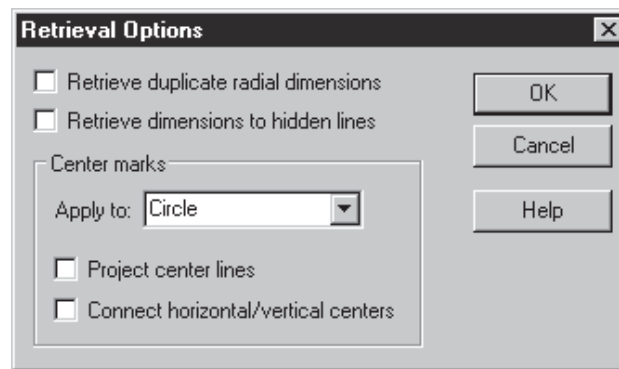 Retrieval Options
Retrieve duplicate radial dimensions
Retrieve dimensions to hidden lines
OK
Cancel
Help
Center marks
Apply to: Circle
Project center lines
Connect horizontal/vertical centers